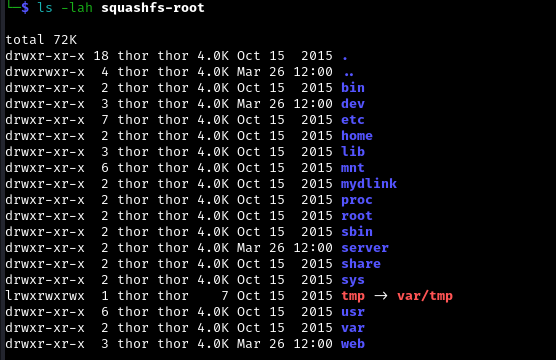 └─$ ls -lah squashfs-root
total 72K
drwxr-xr-x 18 thor thor 4.0K Oct 15  2015 .
drwxrwxr-x  4 thor thor 4.0K Mar 26 12:00 ..
drwxr-xr-x  2 thor thor 4.0K Oct 15  2015 bin
drwxr-xr-x  3 thor thor 4.0K Mar 26 12:00 dev
drwxr-xr-x  7 thor thor 4.0K Oct 15  2015 etc
drwxr-xr-x  2 thor thor 4.0K Oct 15  2015 home
drwxr-xr-x  3 thor thor 4.0K Oct 15  2015 lib
drwxr-xr-x  6 thor thor 4.0K Oct 15  2015 mnt
drwxr-xr-x  2 thor thor 4.0K Oct 15  2015 mydlink
drwxr-xr-x  2 thor thor 4.0K Oct 15  2015 proc
drwxr-xr-x  2 thor thor 4.0K Oct 15  2015 root
drwxr-xr-x  2 thor thor 4.0K Oct 15  2015 sbin
drwxr-xr-x  2 thor thor 4.0K Mar 26 12:00 server
drwxr-xr-x  2 thor thor 4.0K Oct 15  2015 share
drwxr-xr-x  2 thor thor 4.0K Oct 15  2015 sys
lrwxrwxrwx  1 thor thor    7 Oct 15  2015 tmp -> var/tmp
drwxr-xr-x  6 thor thor 4.0K Oct 15  2015 usr
drwxr-xr-x  2 thor thor 4.0K Oct 15  2015 var
drwxr-xr-x  3 thor thor 4.0K Mar 26 12:00 web